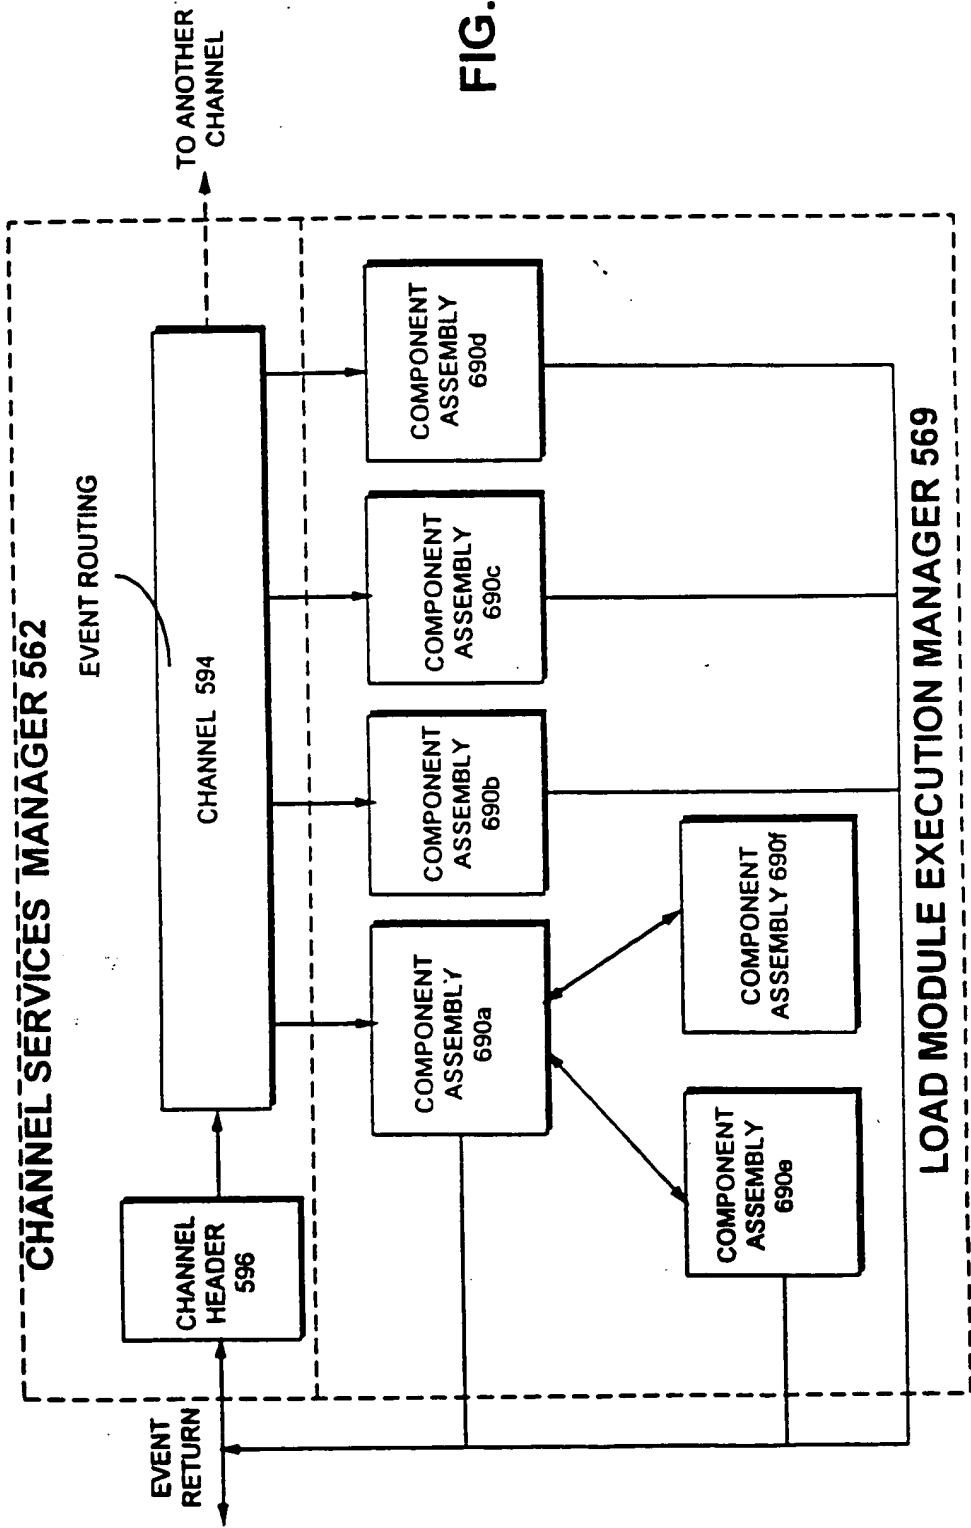 CHANNEL SERVICES MANAGER 562
EVENT ROUTING
EVENT
RETURN
CHANNEL
HEADER
596
CHANNEL 594
TO ANOTHER
CHANNEL
COMPONENT
ASSEMBLY
690a
COMPONENT
ASSEMBLY
690b
COMPONENT
ASSEMBLY
690c
COMPONENT
ASSEMBLY
690d
COMPONENT
ASSEMBLY
690e
COMPONENT
ASSEMBLY 690f
LOAD MODULE EXECUTION MANAGER 569
FIG.